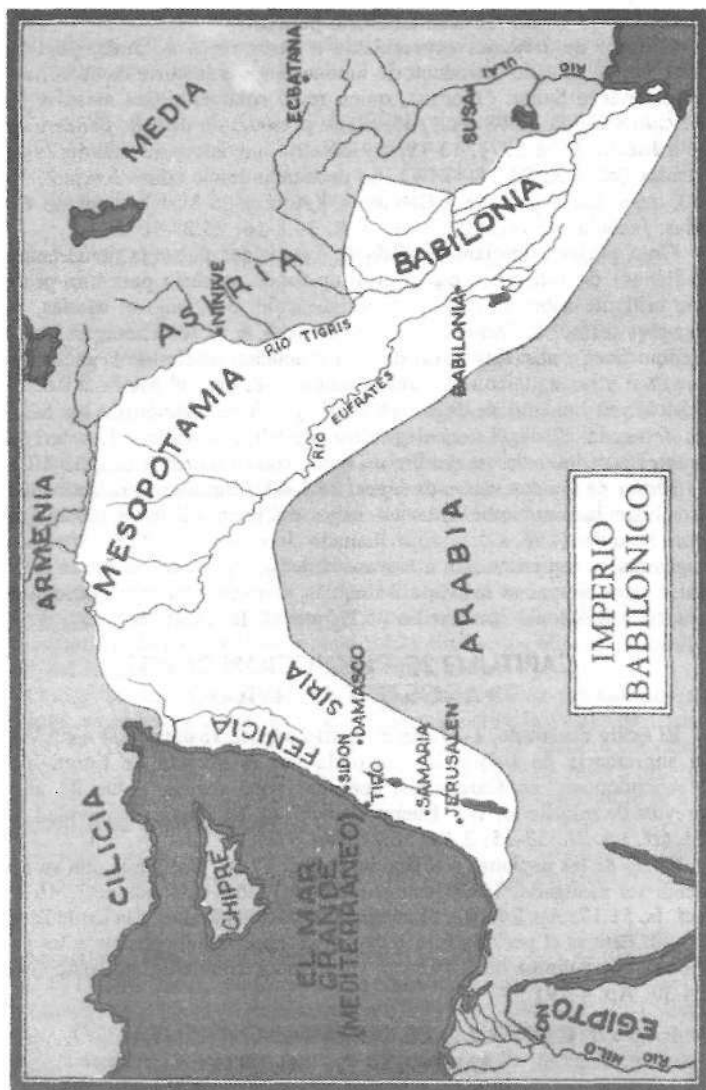 CILICIA
ARMENIA
MEDIA
ECBATANA
ASIRIA
NINIVE
MESOPOTAMIA
RIO TIGRIS
RIO EUFRATES
BABILONIA
BABILONIA
SUSA
RIO
ULAI
CHIPRE
EL MAR
GRANDE
(MEDITERRANEO)
FENICIA
SIRIA
SIDON
DAMASCO
TIRO
SAMARIA
JERUSALEN
ARABIA
EGIPTO
NO
RIO NILO
IMPERIO
BABILONICO